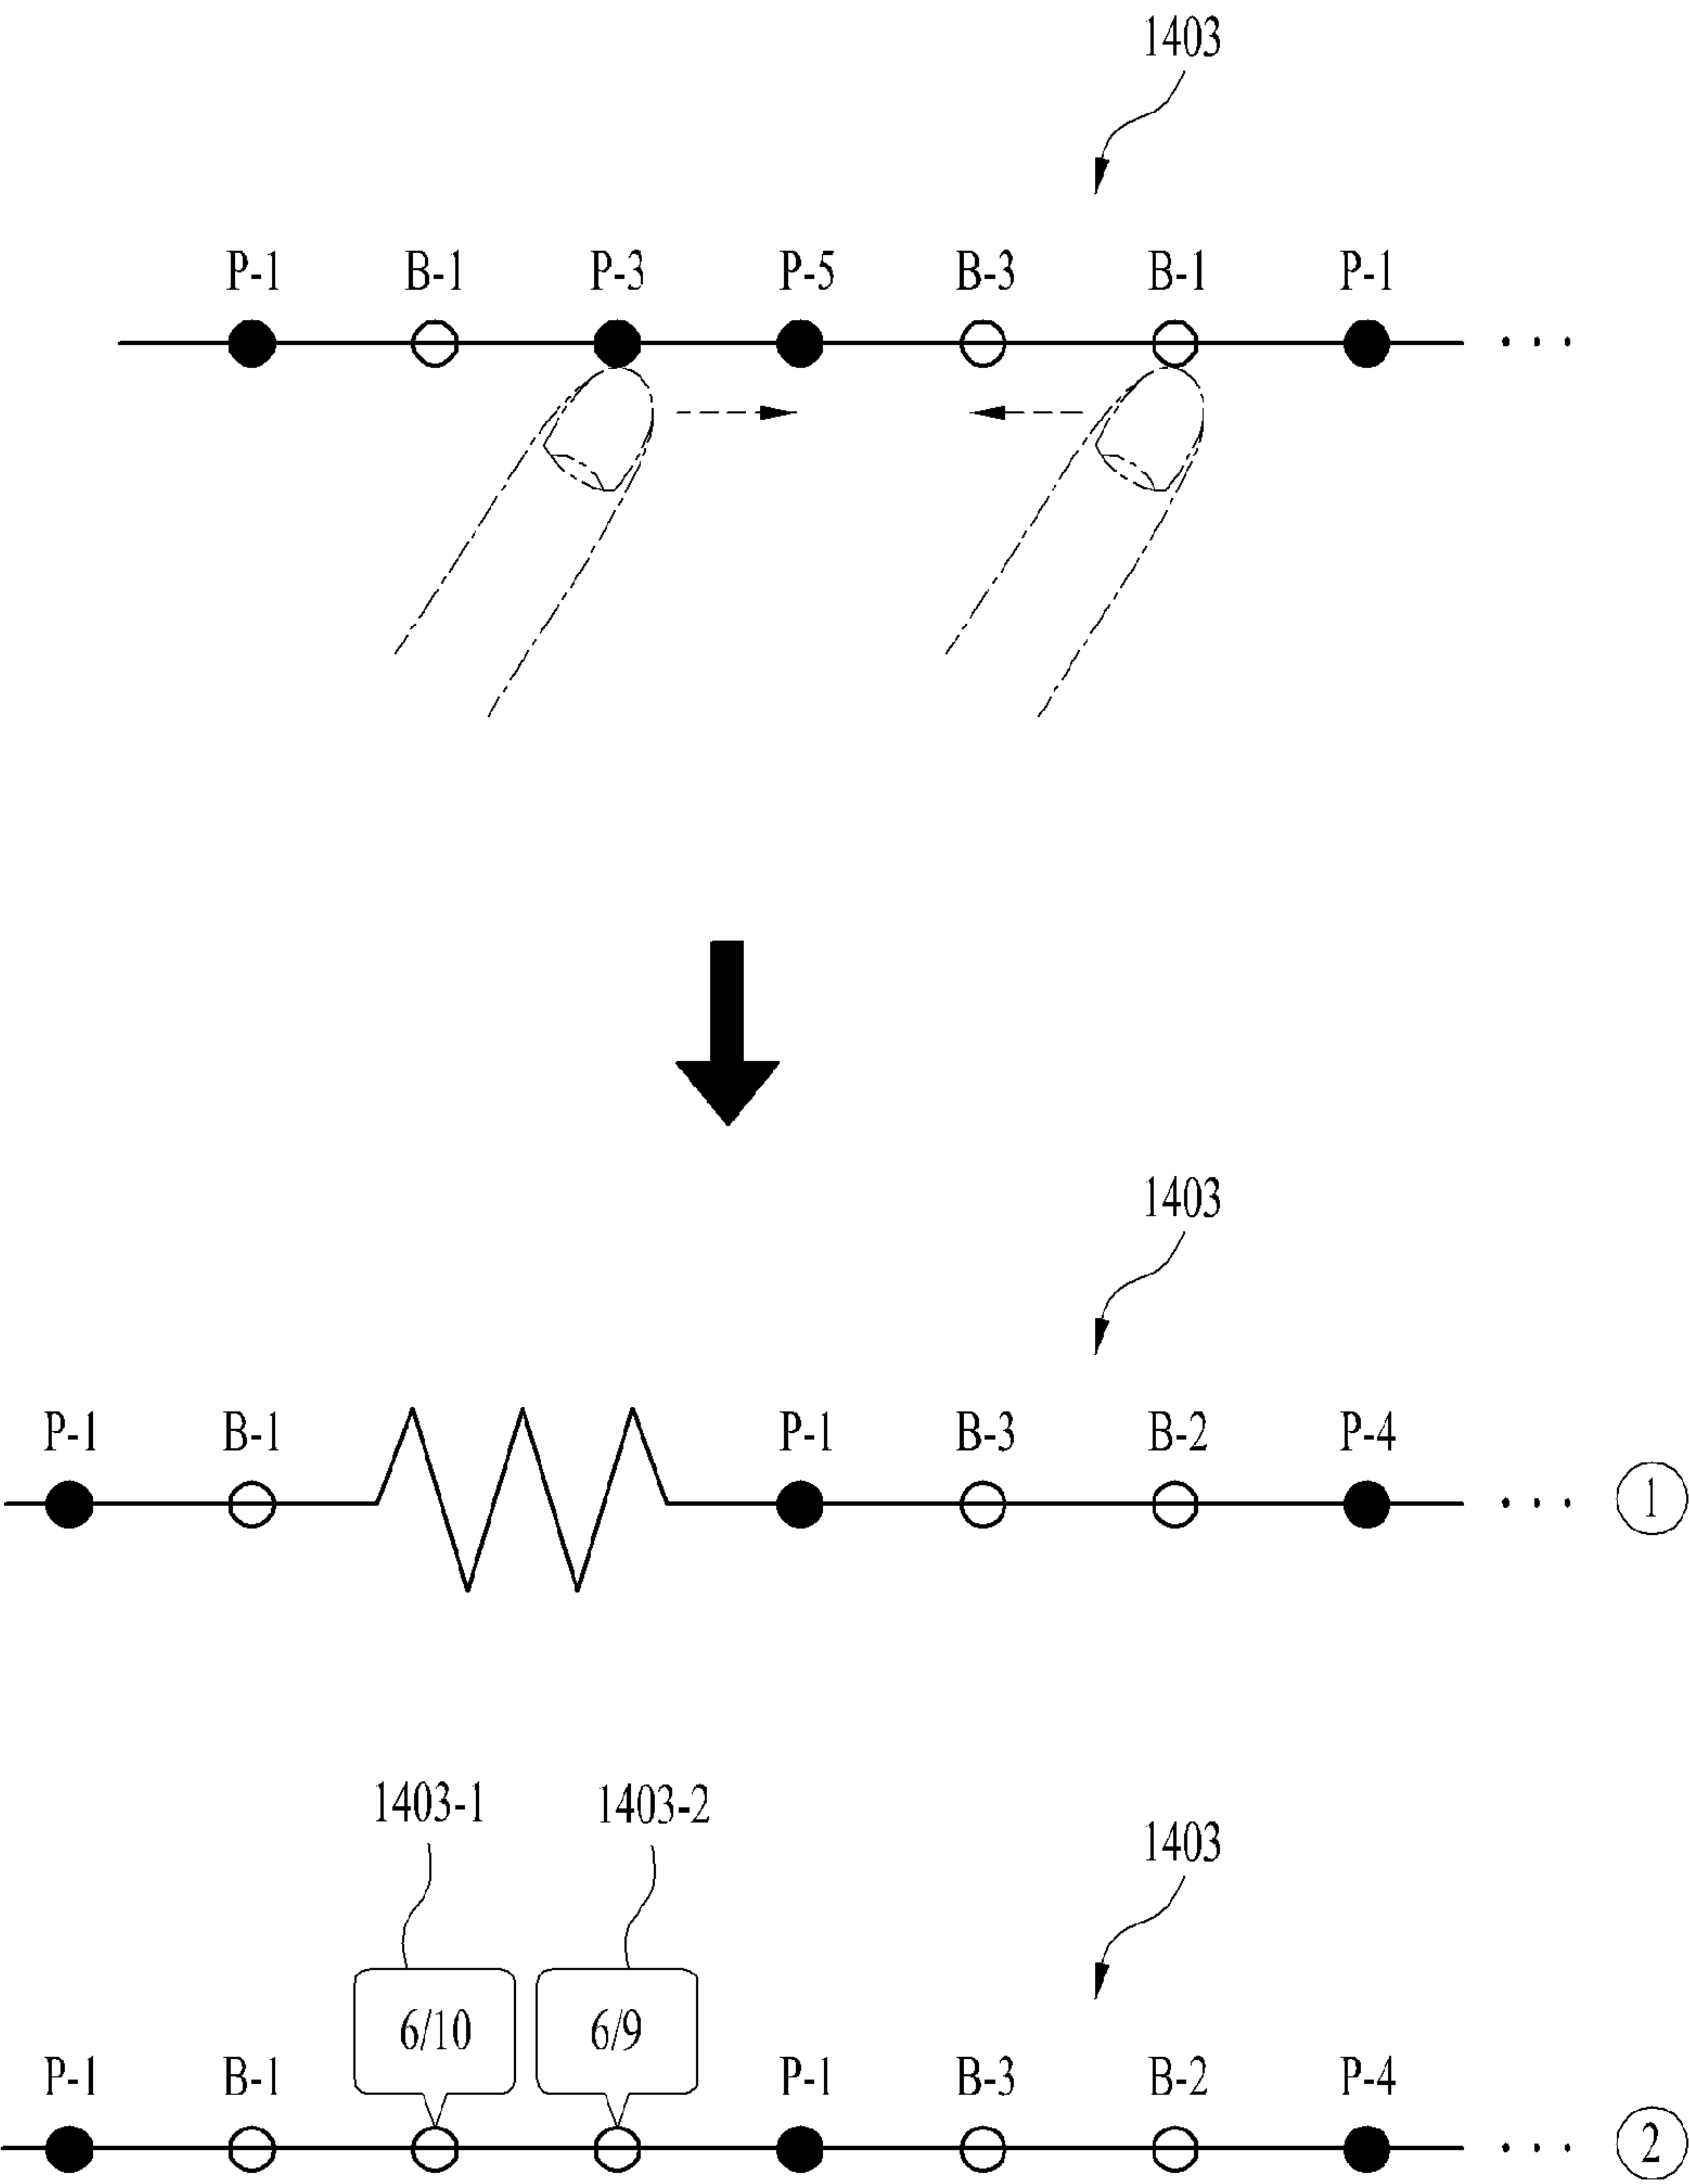 1403
P-1 B-1 P-3 P-5 B-3 B-1 P-1
. . .
1403
P-1 B-1 P-1 B-3 B-2 P-4
. . . 1
1403-1 1403-2 1403
6/10 6/9
P-1 B-1 P-1 B-3 B-2 P-4
. . . 2